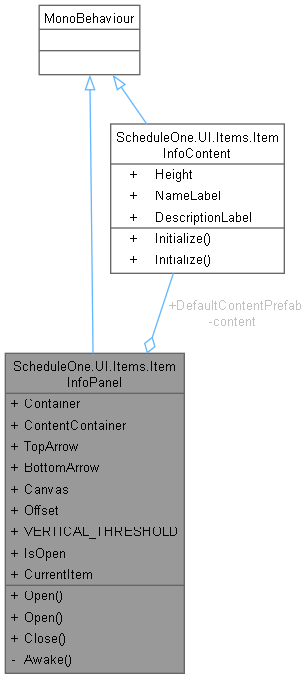 MonoBehaviour
ScheduleOne.UI.Items.Item
InfoContent
+ Height
+ NameLabel
+ DescriptionLabel
+ Initialize()
+ Initialize()
+DefaultContentPrefab
-content
ScheduleOne.UI.Items.Item
InfoPanel
+ Container
+ ContentContainer
+ TopArrow
+ BottomArrow
+ Canvas
+ Offset
+ VERTICAL_THRESHOLD
+ IsOpen
+ CurrentItem
+ Open()
+ Open()
+ Close()
- Awake()